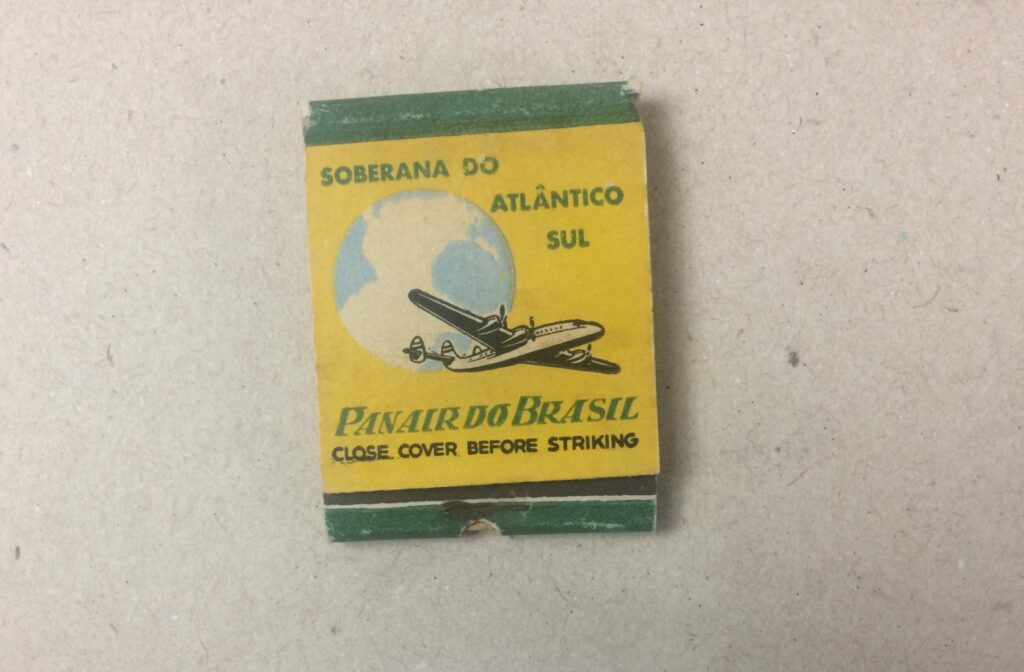 SOBERANA DO
ATLÂNTICO
SUL
PANAIR DO BRASIL
CLOSE COVER BEFORE STRIKING